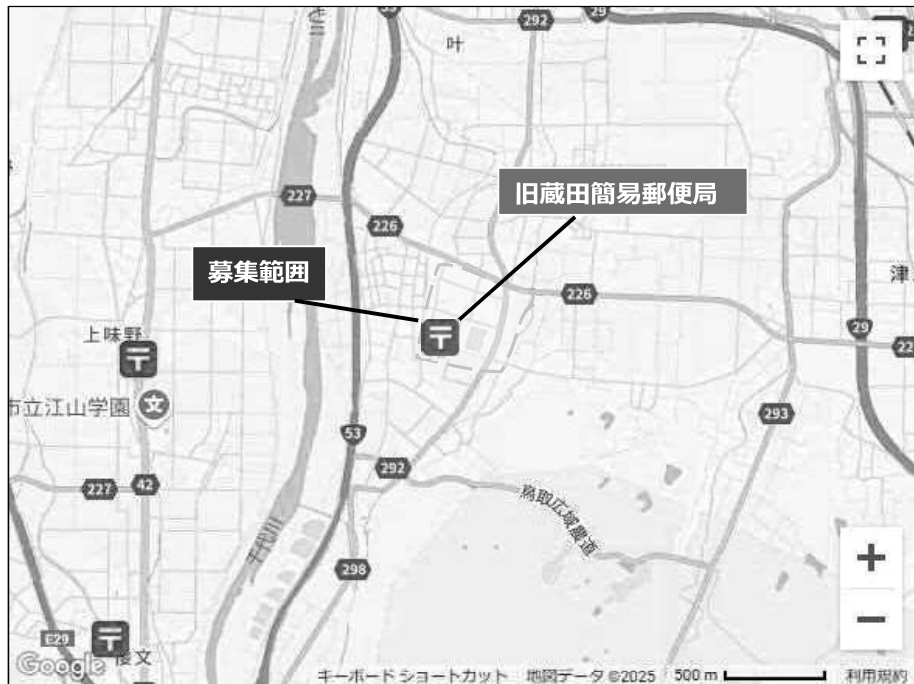 292
29
叶
227
旧蔵田簡易郵便局
226
募集範囲
226
上味野
29
市立江山学園
文
53
293
292
227
42
鳥取広域農道
千代川
298
E29
Google
キーボード ショートカット
地図データ ©2025
500 m
利用規約